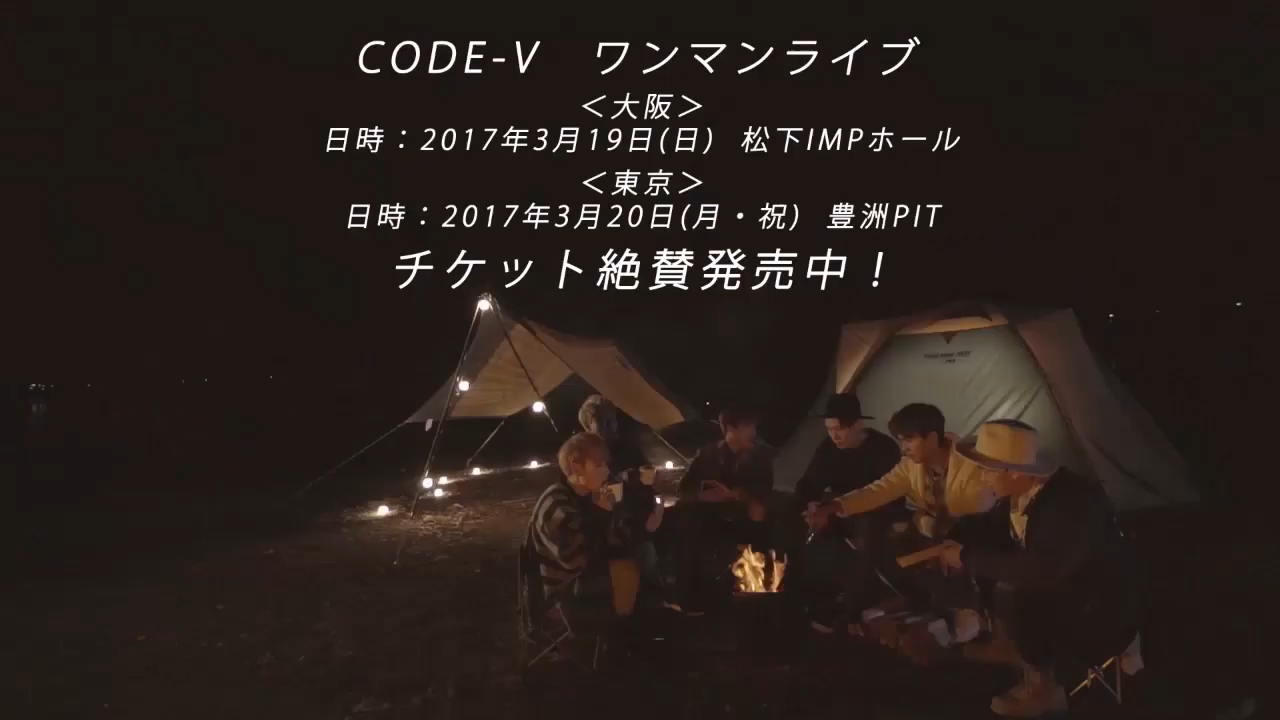 CODE-V　ワンマンライブ
＜大阪＞
日時：2017年3月19日(日)　松下IMPホール
＜東京＞
日時：2017年3月20日(月・祝)　豊洲PIT
チケット絶賛発売中！